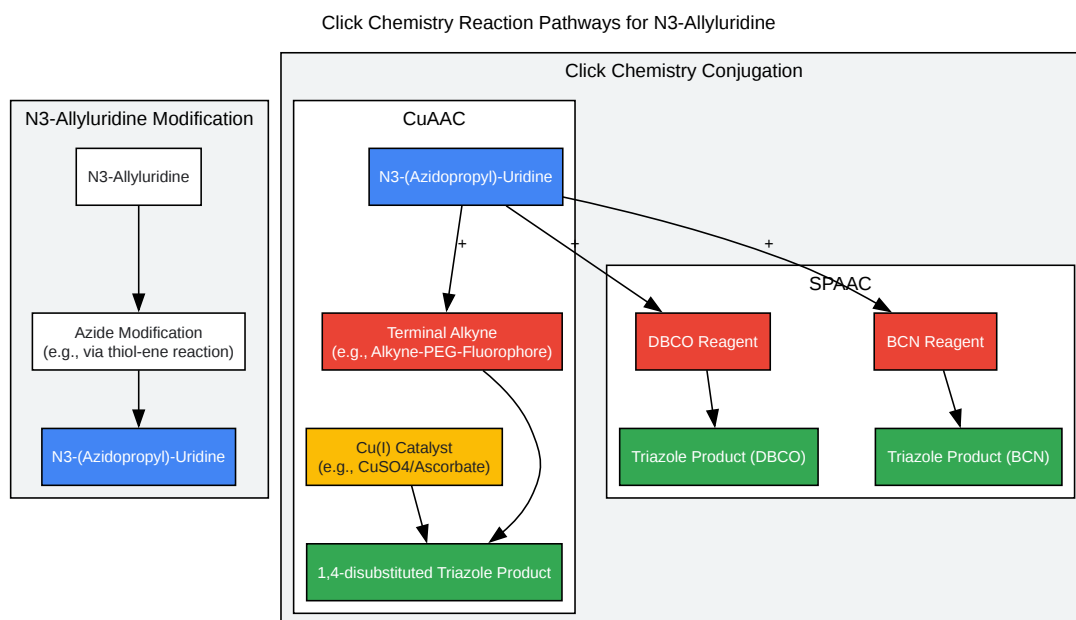 Click Chemistry Reaction Pathways for N3-Allyluridine
N3-Allyluridine Modification
N3-Allyluridine
Azide Modification
(e.g., via thiol-ene reaction)
N3-(Azidopropyl)-Uridine
Click Chemistry Conjugation
CuAAC
N3-(Azidopropyl)-Uridine
+
+
+
Terminal Alkyne
(e.g., Alkyne-PEG-Fluorophore)
Cu(I) Catalyst
(e.g., CuSO4/Ascorbate)
1,4-disubstituted Triazole Product
SPAAC
DBCO Reagent
BCN Reagent
Triazole Product (DBCO)
Triazole Product (BCN)